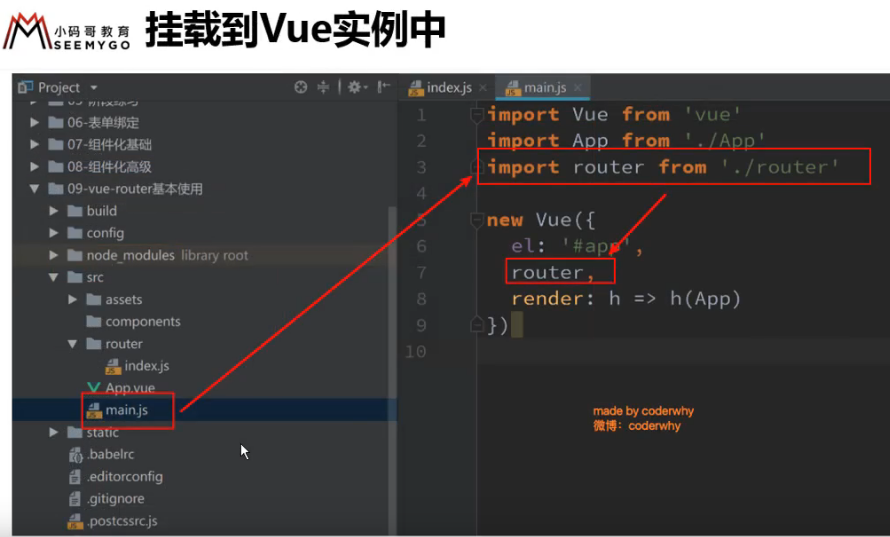 小码哥教育
SEEMYGO
挂载到Vue实例中
Project
index.js
main.js
05-阶段练习
06-表单绑定
07-组件化基础
08-组件化高级
09-vue-router基本使用
build
config
node_modules library root
src
assets
components
router
index.js
App.vue
main.js
static
.babelrc
.editorconfig
.gitignore
.postcssrc.js
1 import Vue from 'vue'
2 import App from './App'
3 import router from './router'
4
5 new Vue({
6 el: '#app',
7 router,
8 render: h => h(App)
9 })
10
made by coderwhy
微博：coderwhy